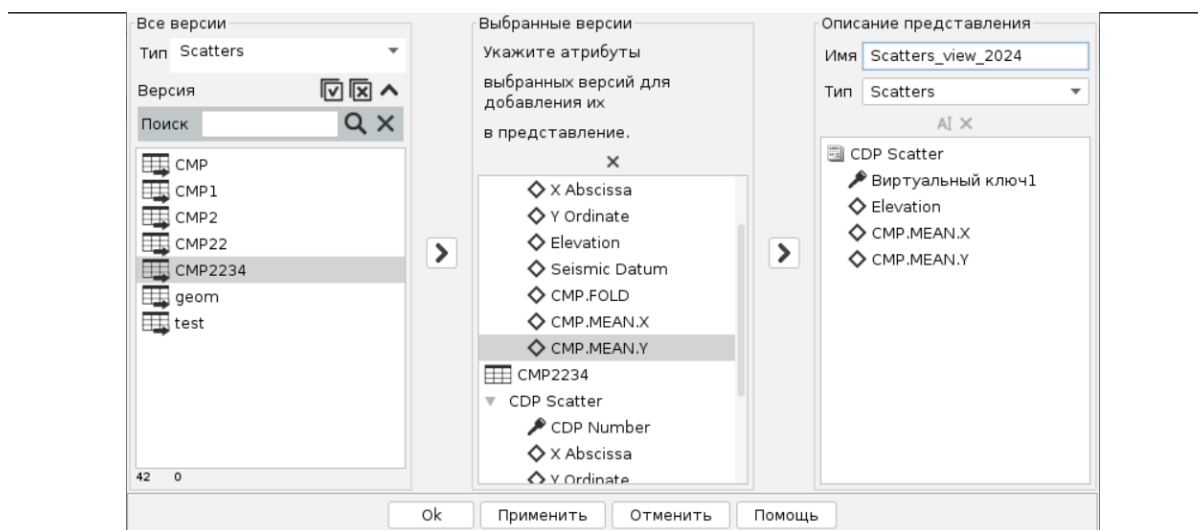 Все версии
Тип Scatters
Версия
Поиск
CMP
CMP1
CMP2
CMP22
CMP2234
geom
test
42 0
Выбранные версии
Укажите атрибуты
выбранных версий для
добавления их
в представление.
X Abscissa
Y Ordinate
Elevation
Seismic Datum
CMP.FOLD
CMP.MEAN.X
CMP.MEAN.Y
CMP2234
CDP Scatter
CDP Number
X Abscissa
Y Ordinate
Описание представления
Имя Scatters_view_2024
Тип Scatters
AI
CDP Scatter
Виртуальный ключ1
Elevation
CMP.MEAN.X
CMP.MEAN.Y
Ok Применить Отменить Помощь